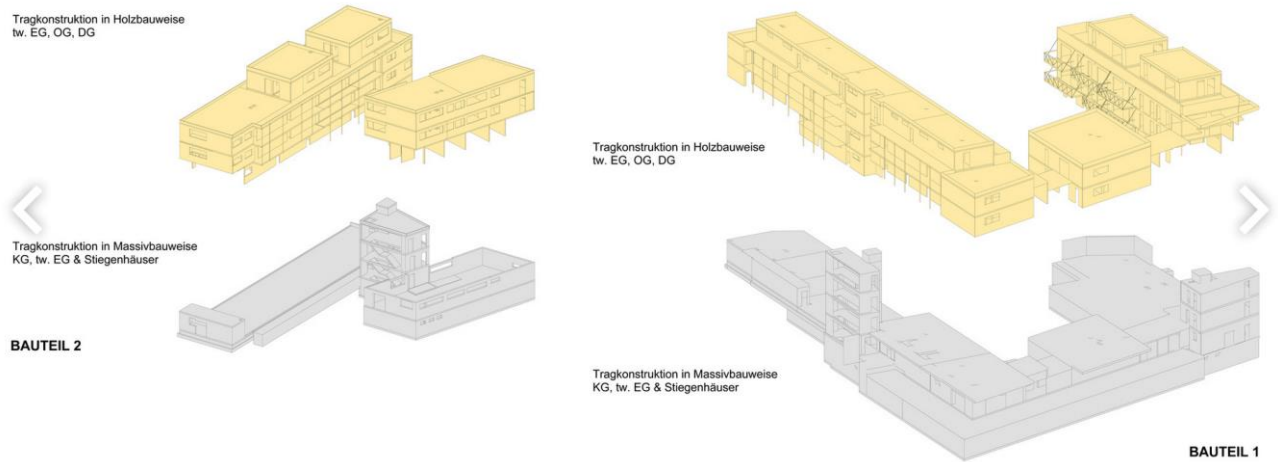 Tragkonstruktion in Holzbauweise
tw. EG, OG, DG
Tragkonstruktion in Massivbauweise
KG, tw. EG & Stiegenhäuser
BAUTEIL 2
Tragkonstruktion in Holzbauweise
tw. EG, OG, DG
Tragkonstruktion in Massivbauweise
KG, tw. EG & Stiegenhäuser
BAUTEIL 1